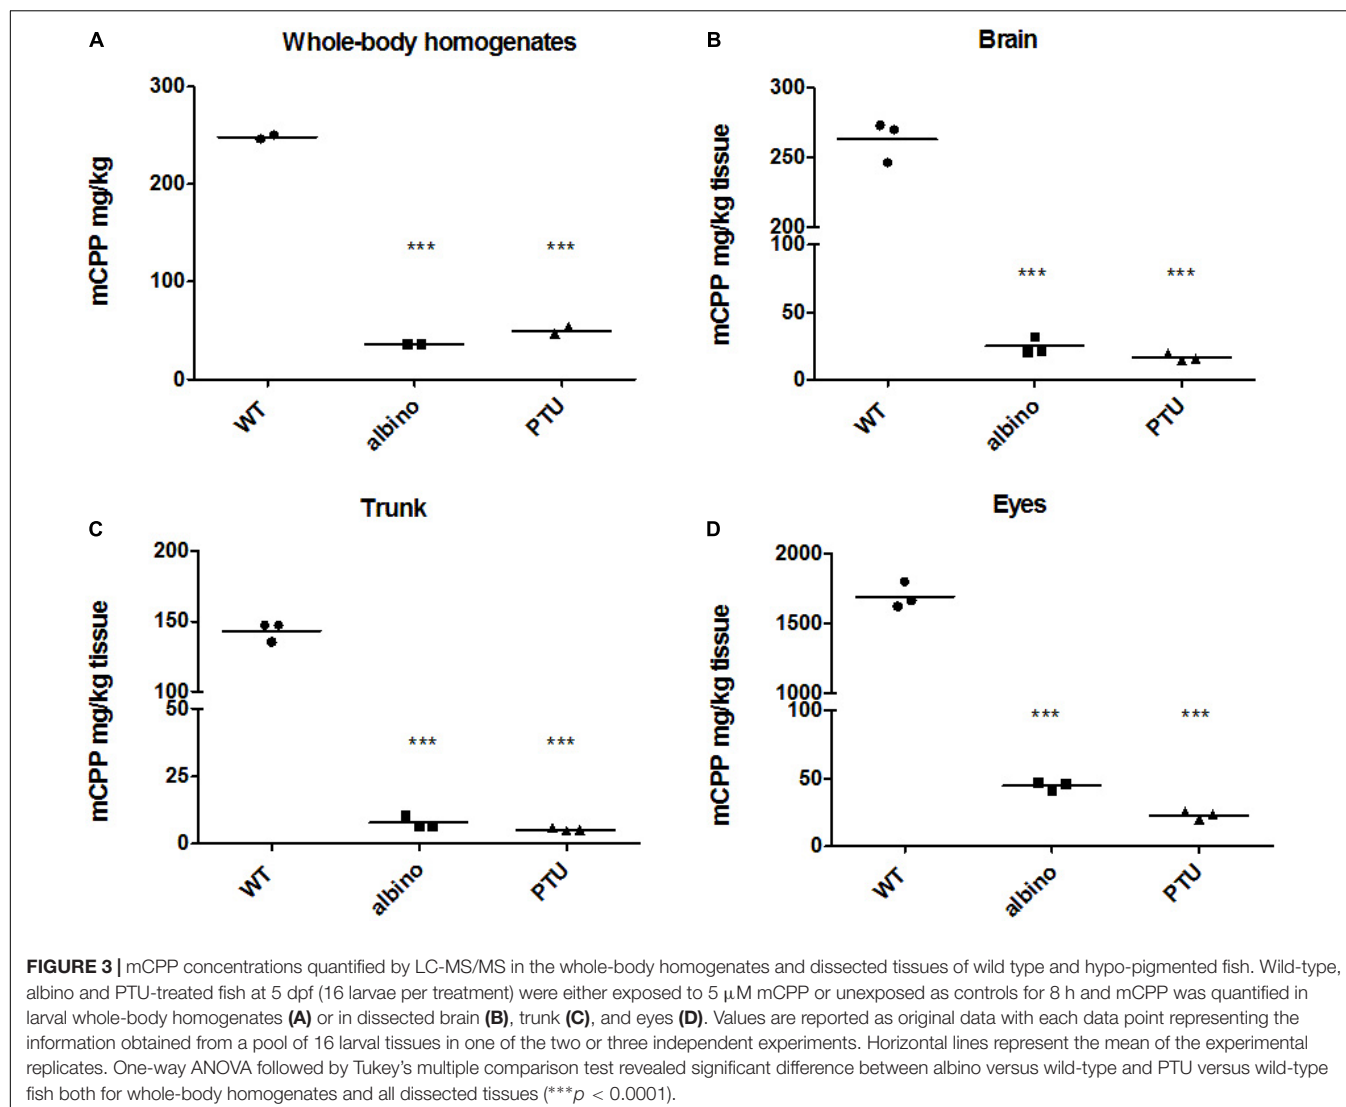 A
Whole-body homogenates
mCPP mg/kg
300
200
100
0
***
***
WT
albino
PTU
B
Brain
mCPP mg/kg tissue
300
250
200
100
50
0
***
***
WT
albino
PTU
C
Trunk
mCPP mg/kg tissue
200
150
100
50
25
0
***
***
WT
albino
PTU
D
Eyes
mCPP mg/kg tissue
2000
1500
1000
100
50
0
***
***
WT
albino
PTU
FIGURE 3 | mCPP concentrations quantified by LC-MS/MS in the whole-body homogenates and dissected tissues of wild type and hypo-pigmented fish. Wild-type,
albino and PTU-treated fish at 5 dpf (16 larvae per treatment) were either exposed to 5 μM mCPP or unexposed as controls for 8 h and mCPP was quantified in
larval whole-body homogenates (A) or in dissected brain (B), trunk (C), and eyes (D). Values are reported as original data with each data point representing the
information obtained from a pool of 16 larval tissues in one of the two or three independent experiments. Horizontal lines represent the mean of the experimental
replicates. One-way ANOVA followed by Tukey's multiple comparison test revealed significant difference between albino versus wild-type and PTU versus wild-type
fish both for whole-body homogenates and all dissected tissues (***p < 0.0001).